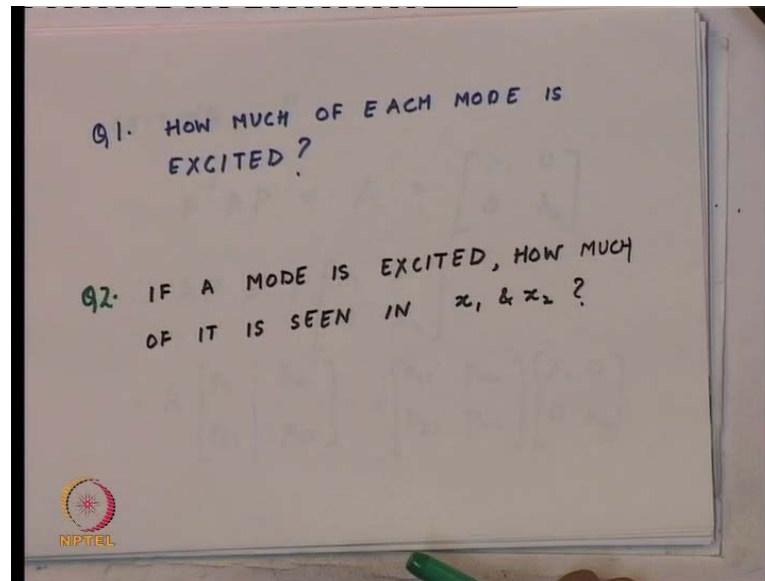 Q1. HOW MUCH OF EACH MODE IS
EXCITED?
Q2. IF A MODE IS EXCITED, HOW MUCH
OF IT IS SEEN IN x₁ & x₂ ?
NPTEL